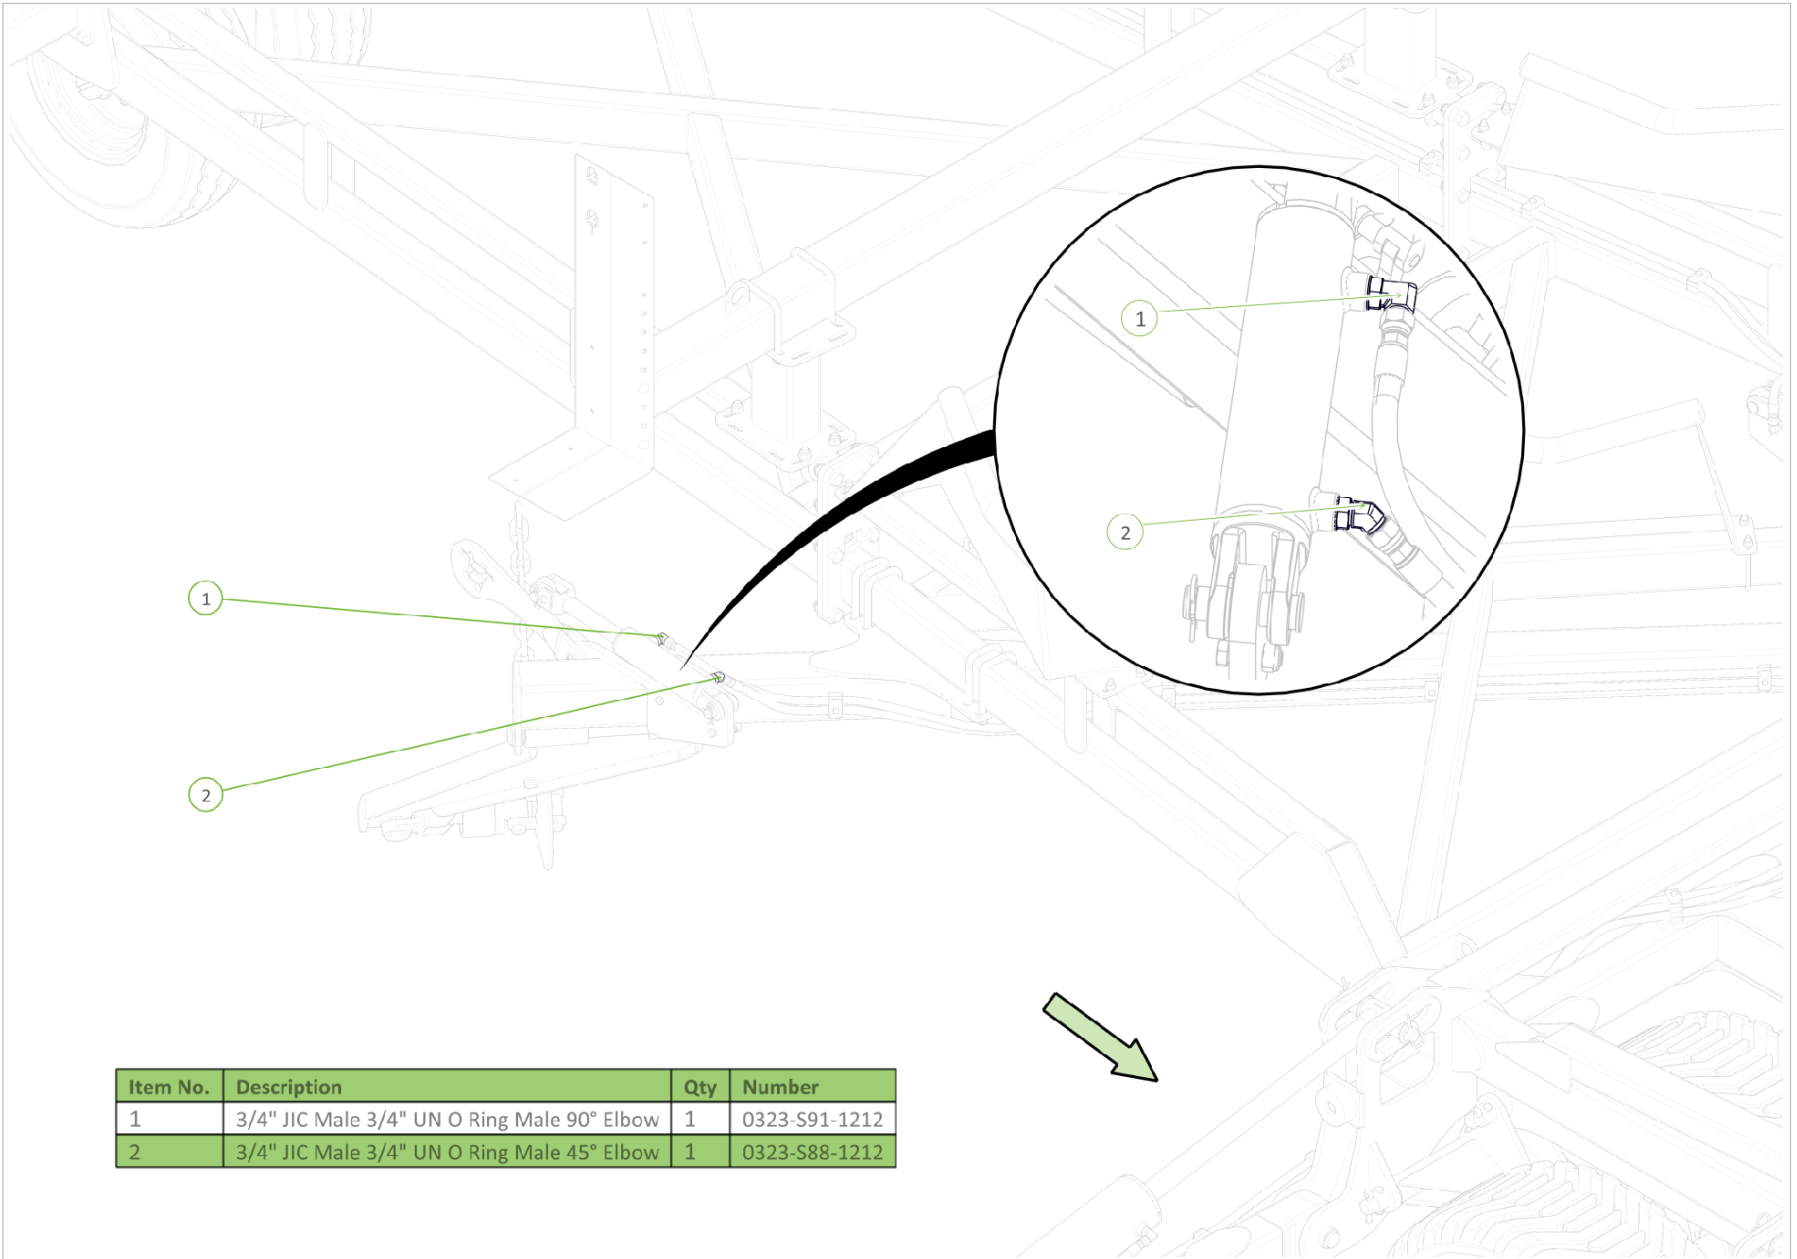 1
2
1
2
Item No. Description Qty Number
1 3/4" JIC Male 3/4" UN O Ring Male 90° Elbow 1 0323-S91-1212
2 3/4" JIC Male 3/4" UN O Ring Male 45° Elbow 1 0323-S88-1212